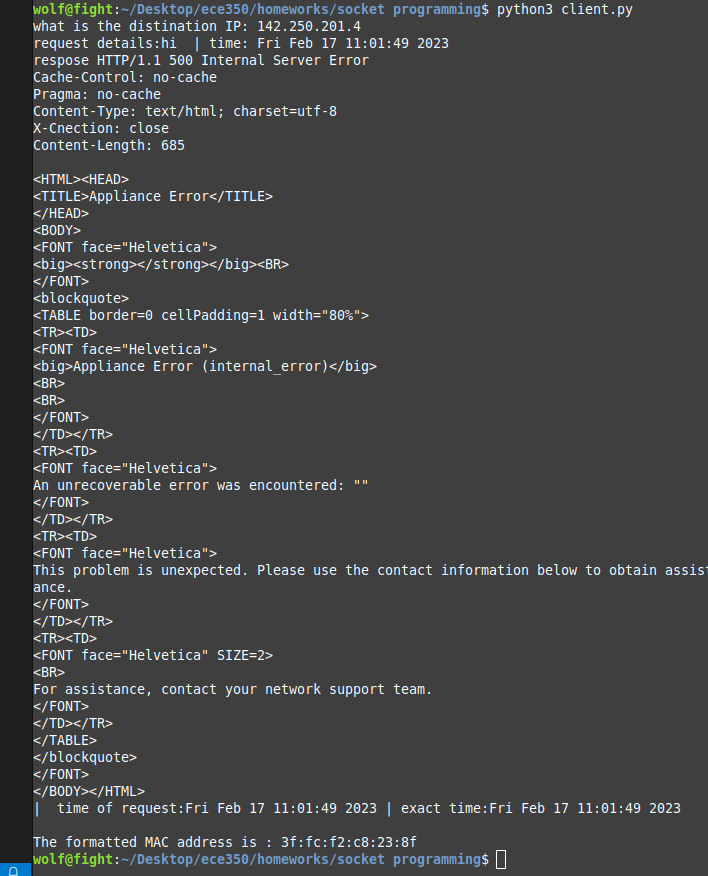 wolf@fight:~/Desktop/ece350/homeworks/socket programming$ python3 client.py
what is the distination IP: 142.250.201.4
request details:hi  | time: Fri Feb 17 11:01:49 2023
respose HTTP/1.1 500 Internal Server Error
Cache-Control: no-cache
Pragma: no-cache
Content-Type: text/html; charset=utf-8
X-Cnection: close
Content-Length: 685

<HTML><HEAD>
<TITLE>Appliance Error</TITLE>
</HEAD>
<BODY>
<FONT face="Helvetica">
<big><strong></strong></big><BR>
</FONT>
<blockquote>
<TABLE border=0 cellPadding=1 width="80%">
<TR><TD>
<FONT face="Helvetica">
<big>Appliance Error (internal_error)</big>
<BR>
<BR>
</FONT>
</TD></TR>
<TR><TD>
<FONT face="Helvetica">
An unrecoverable error was encountered: ""
</FONT>
</TD></TR>
<TR><TD>
<FONT face="Helvetica">
This problem is unexpected. Please use the contact information below to obtain assist
ance.
</FONT>
</TD></TR>
<TR><TD>
<FONT face="Helvetica" SIZE=2>
<BR>
For assistance, contact your network support team.
</FONT>
</TD></TR>
</TABLE>
</blockquote>
</FONT>
</BODY></HTML>
|  time of request:Fri Feb 17 11:01:49 2023 | exact time:Fri Feb 17 11:01:49 2023

The formatted MAC address is : 3f:fc:f2:c8:23:8f
wolf@fight:~/Desktop/ece350/homeworks/socket programming$